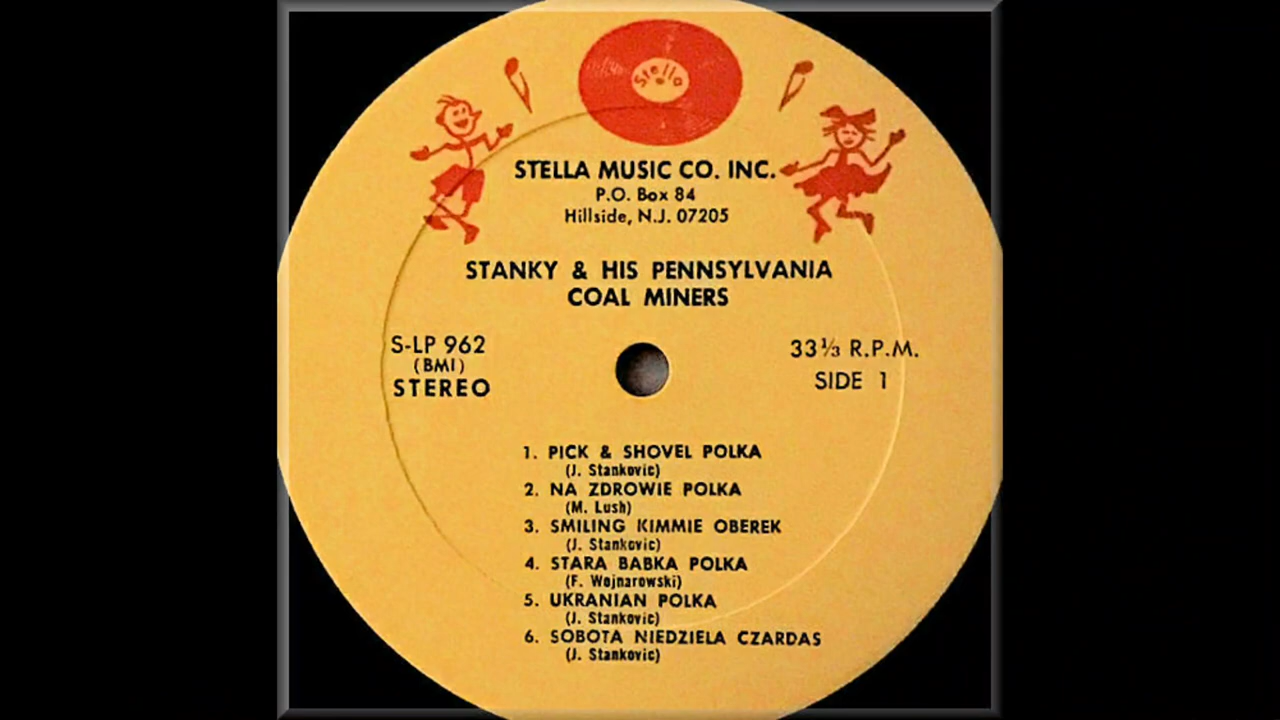 Stella
STELLA MUSIC CO. INC.
P.O. Box 84
Hillside, N.J. 07205
STANKY & HIS PENNSYLVANIA
COAL MINERS
S-LP 962
(BMI)
STEREO
33⅓ R.P.M.
SIDE 1
1. PICK & SHOVEL POLKA
(J. Stankovic)
2. NA ZDROWIE POLKA
(M. Lush)
3. SMILING KIMMIE OBEREK
(J. Stankovic)
4. STARA BABKA POLKA
(F. Wojnarowski)
5. UKRANIAN POLKA
(J. Stankovic)
6. SOBOTA NIEDZIELA CZARDAS
(J. Stankovic)